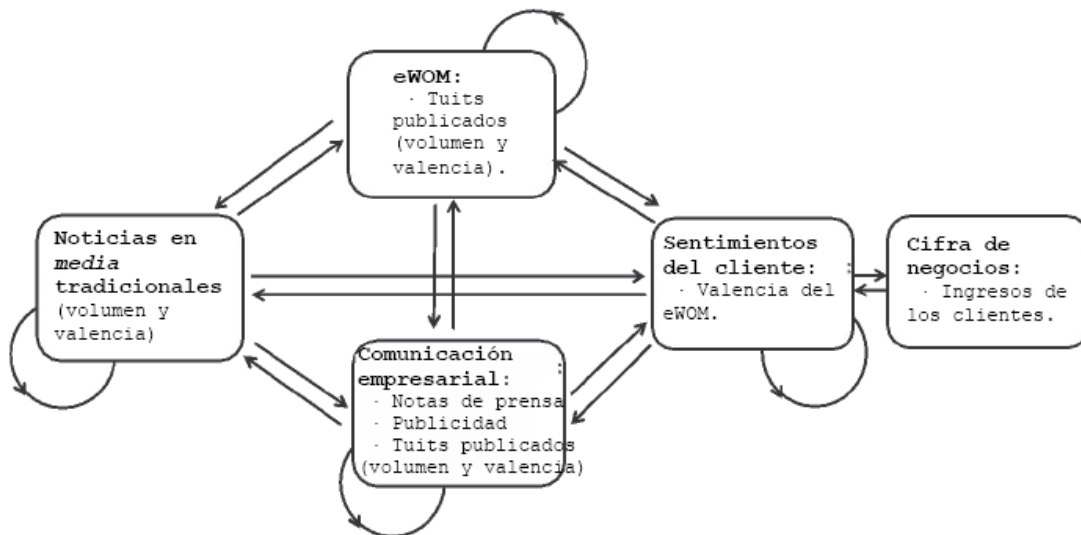 eWOM:
· Tuits
publicados
(volumen y
valencia).
Noticias en
media
tradicionales
(volumen y
valencia)
Sentimientos
del cliente: :
· Valencia del
eWOM.
Cifra de
negocios:
· Ingresos de
los clientes.
Comunicación
empresarial: :
· Notas de prensa
· Publicidad
· Tuits publicados
(volumen y valencia)